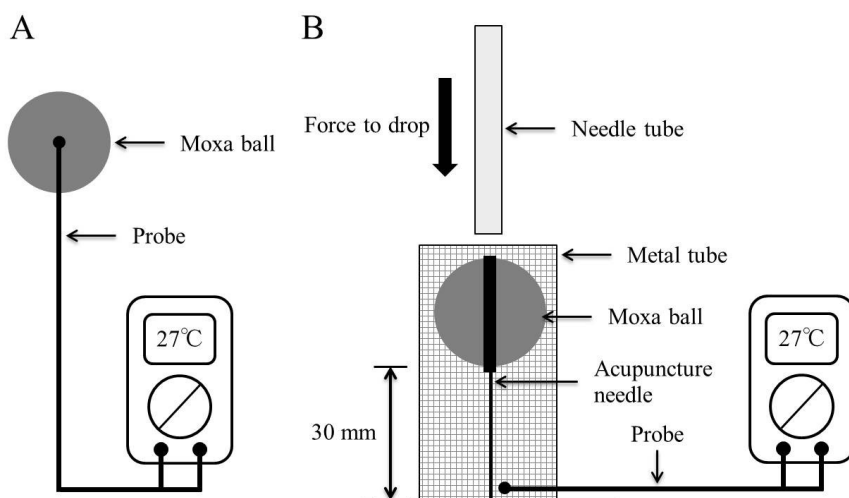 A
Moxa ball
Probe
27℃
B
Force to drop
Needle tube
Metal tube
Moxa ball
Acupuncture
needle
30 mm
Probe
27℃